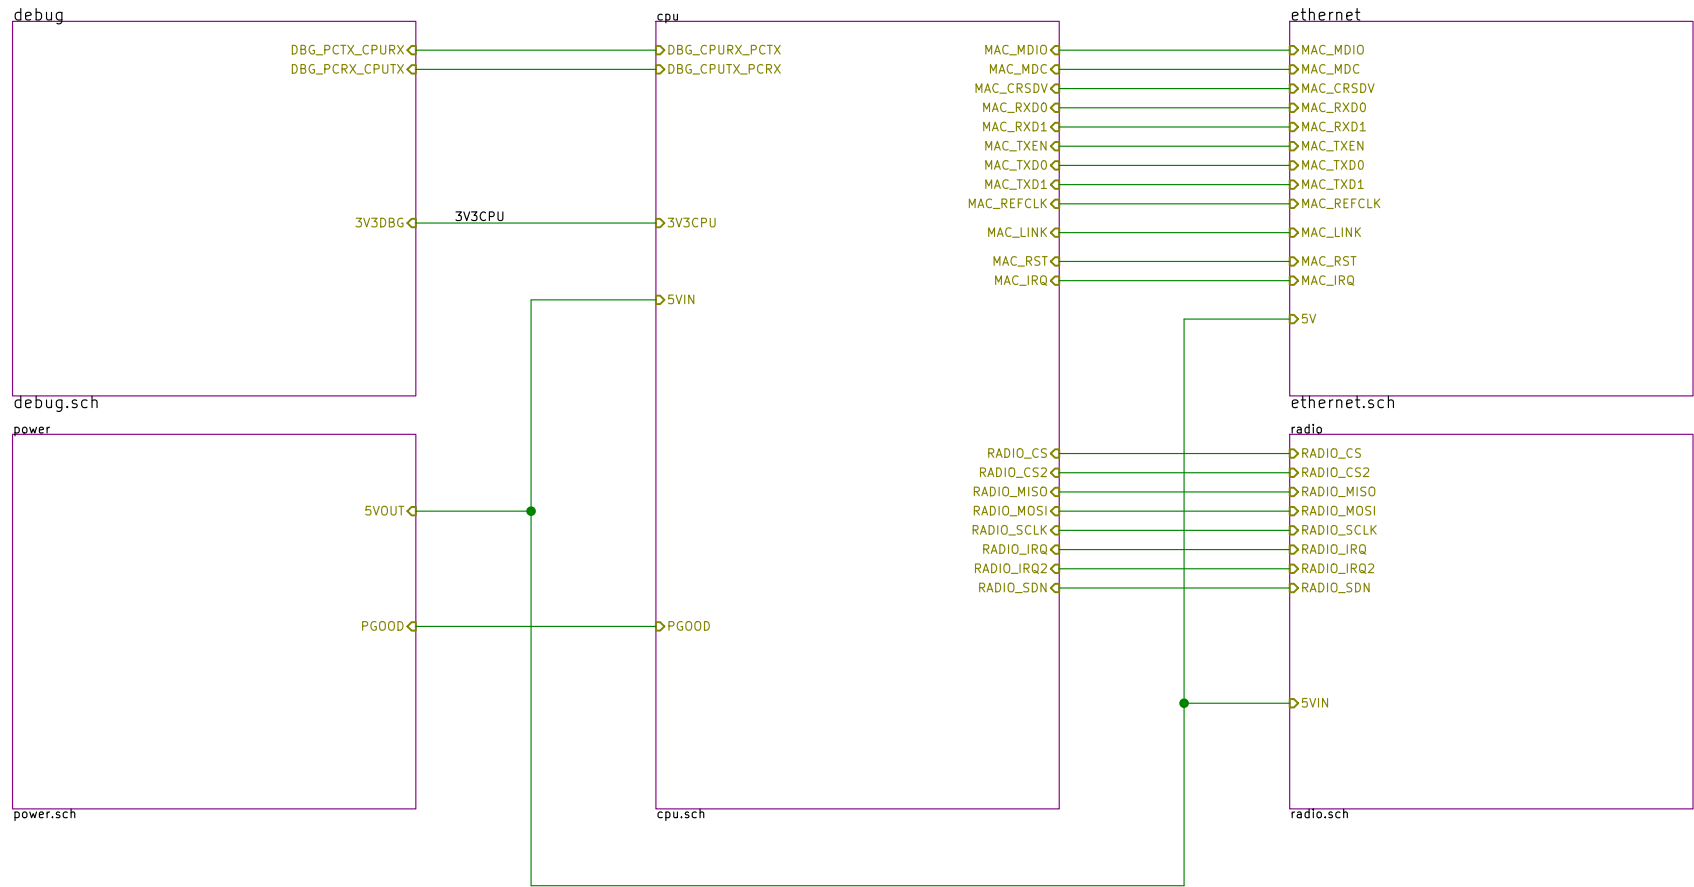 debug
DBG_PCTX_CPURX
DBG_PCRX_CPUTX
3V3DBG
debug.sch
3V3CPU
power
5VOUT
PGOOD
power.sch
cpu
DBG_CPURX_PCTX
DBG_CPUTX_PCRX
3V3CPU
5VIN
PGOOD
MAC_MDIO
MAC_MDC
MAC_CRSDV
MAC_RXD0
MAC_RXD1
MAC_TXEN
MAC_TXD0
MAC_TXD1
MAC_REFCLK
MAC_LINK
MAC_RST
MAC_IRQ
RADIO_CS
RADIO_CS2
RADIO_MISO
RADIO_MOSI
RADIO_SCLK
RADIO_IRQ
RADIO_IRQ2
RADIO_SDN
cpu.sch
ethernet
MAC_MDIO
MAC_MDC
MAC_CRSDV
MAC_RXD0
MAC_RXD1
MAC_TXEN
MAC_TXD0
MAC_TXD1
MAC_REFCLK
MAC_LINK
MAC_RST
MAC_IRQ
5V
ethernet.sch
radio
RADIO_CS
RADIO_CS2
RADIO_MISO
RADIO_MOSI
RADIO_SCLK
RADIO_IRQ
RADIO_IRQ2
RADIO_SDN
5VIN
radio.sch